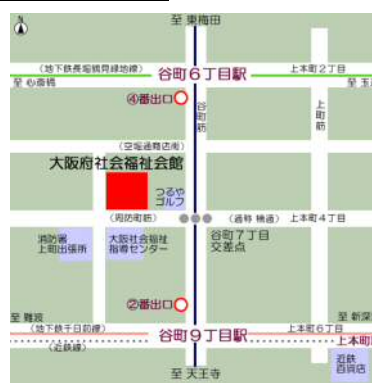 N
至 東梅田
(地下鉄長堀鶴見緑地線)
谷町6丁目駅
上本町2丁目
至 心斎橋
至 玉
④番出口
谷町筋
上町筋
(空堀通商店街)
大阪府社会福祉会館
つるや
ゴルフ
(周防町筋)
(通称 楠通)
上本町4丁目
消防署
上町出張所
大阪社会福祉
指導センター
谷町7丁目
交差点
②番出口
至 難波
至 新深
(地下鉄千日前線)
谷町9丁目駅
上本町6丁目
(近鉄線)
上本町
近鉄
百貨店
至 天王寺